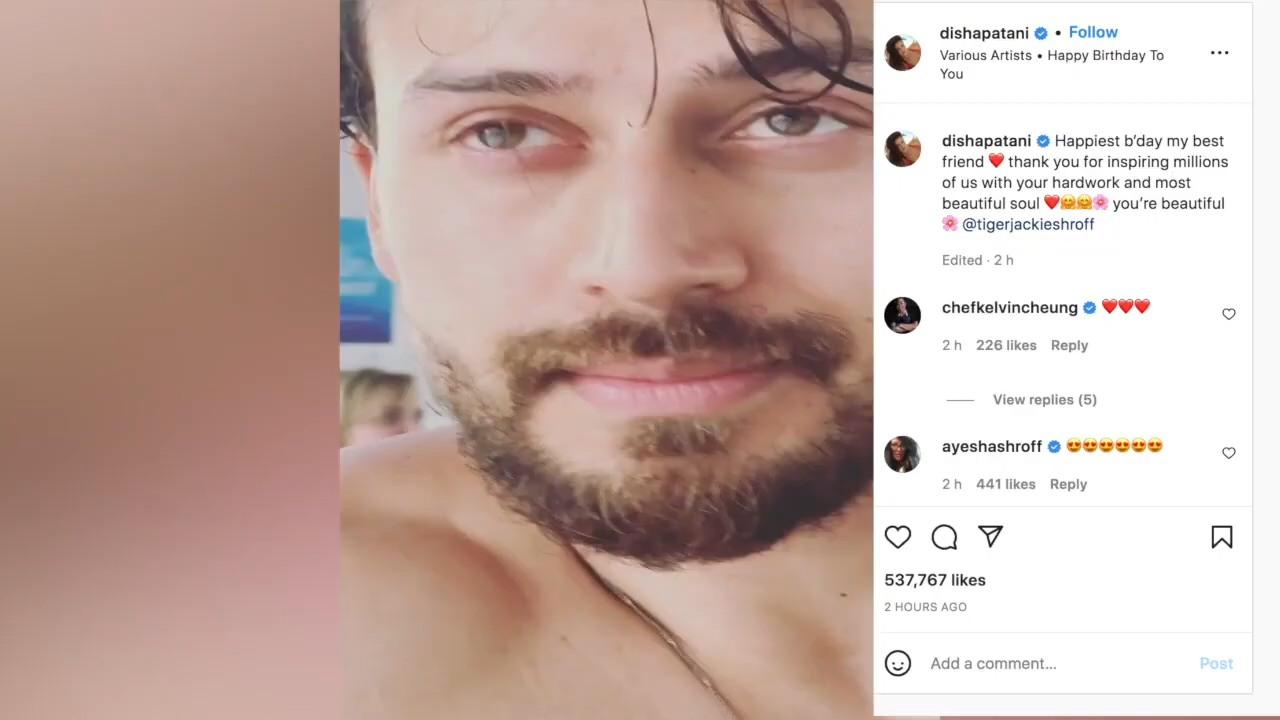 dishapatani • Follow
Various Artists • Happy Birthday To
You
dishapatani Happiest b'day my best
friend ❤️ thank you for inspiring millions
of us with your hardwork and most
beautiful soul ❤️🤗🤗🌸 you're beautiful
🌸 @tigerjackieshroff
Edited · 2 h
chefkelvincheung ❤️❤️❤️
2 h 226 likes Reply
View replies (5)
ayeshashroff 😍😍😍😍😍😍
2 h 441 likes Reply
537,767 likes
2 HOURS AGO
Add a comment... Post